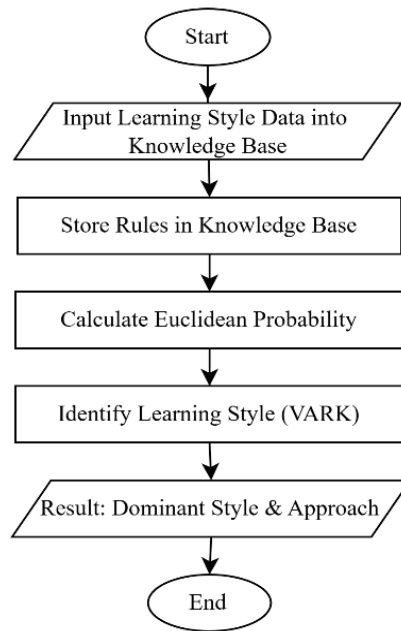 Start
Input Learning Style Data into
Knowledge Base
Store Rules in Knowledge Base
Calculate Euclidean Probability
Identify Learning Style (VARK)
Result: Dominant Style & Approach
End